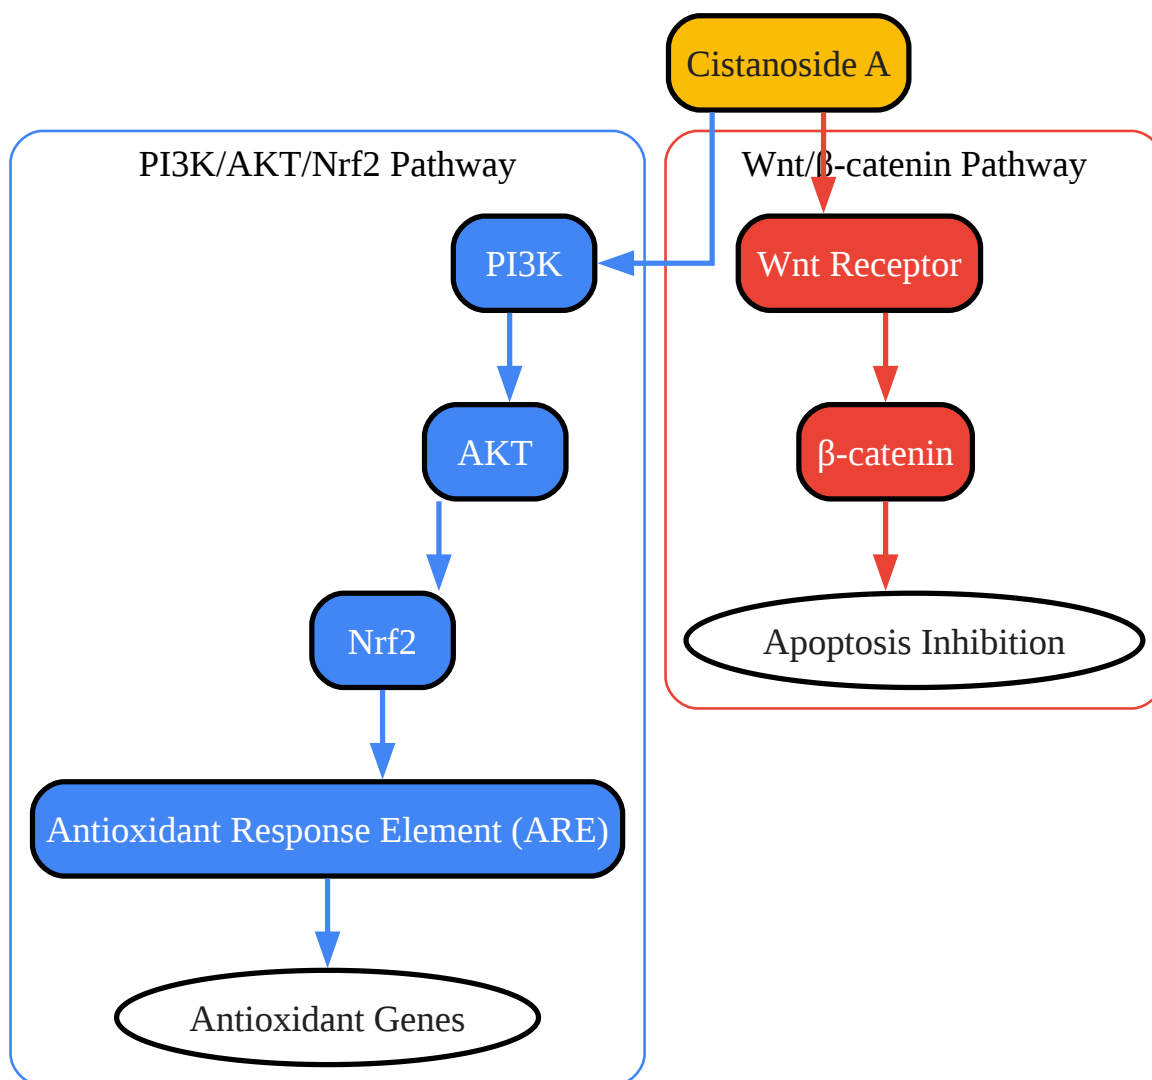 Cistanoside A
PI3K/AKT/Nrf2 Pathway
Wnt/β-catenin Pathway
PI3K
Wnt Receptor
AKT
β-catenin
Nrf2
Apoptosis Inhibition
Antioxidant Response Element (ARE)
Antioxidant Genes